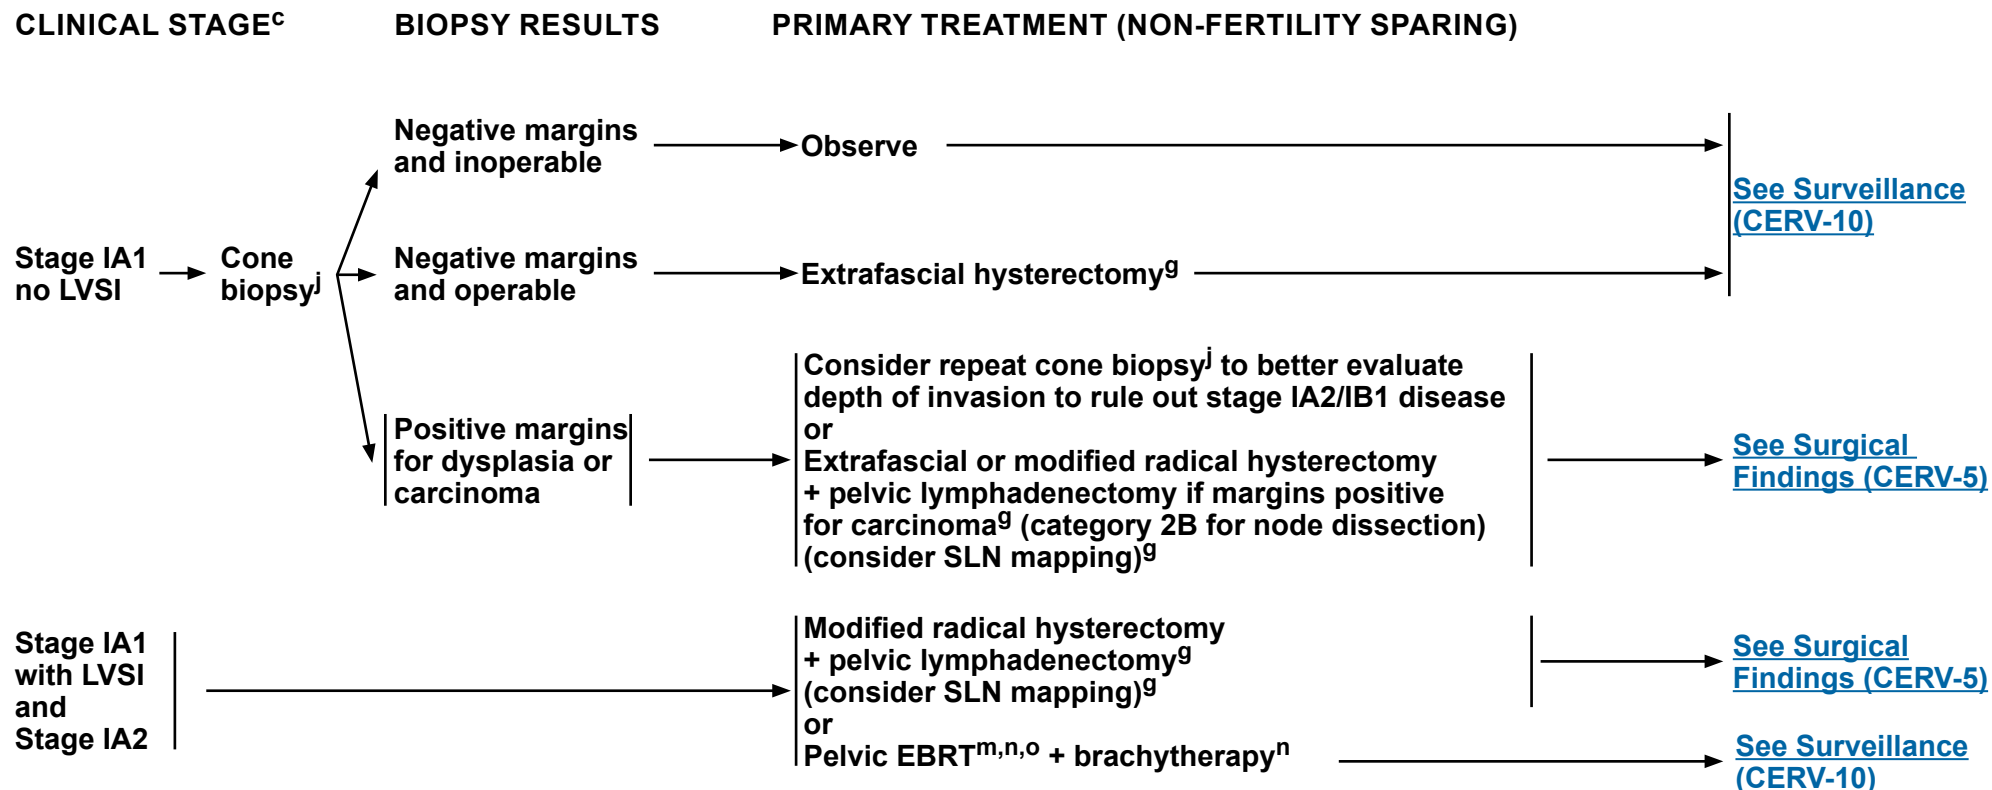 CLINICAL STAGEᶜ
BIOPSY RESULTS
PRIMARY TREATMENT (NON-FERTILITY SPARING)
Stage IA1
no LVSI
Cone
biopsyʲ
Negative margins
and inoperable
Observe
Negative margins
and operable
Extrafascial hysterectomyᵍ
See Surveillance
(CERV-10)
Positive margins
for dysplasia or
carcinoma
Consider repeat cone biopsyʲ to better evaluate
depth of invasion to rule out stage IA2/IB1 disease
or
Extrafascial or modified radical hysterectomy
+ pelvic lymphadenectomy if margins positive
for carcinomaᵍ (category 2B for node dissection)
(consider SLN mapping)ᵍ
See Surgical
Findings (CERV-5)
Stage IA1
with LVSI
and
Stage IA2
Modified radical hysterectomy
+ pelvic lymphadenectomyᵍ
(consider SLN mapping)ᵍ
or
Pelvic EBRTᵐ,ⁿ,ᵒ + brachytherapyⁿ
See Surgical
Findings (CERV-5)
See Surveillance
(CERV-10)